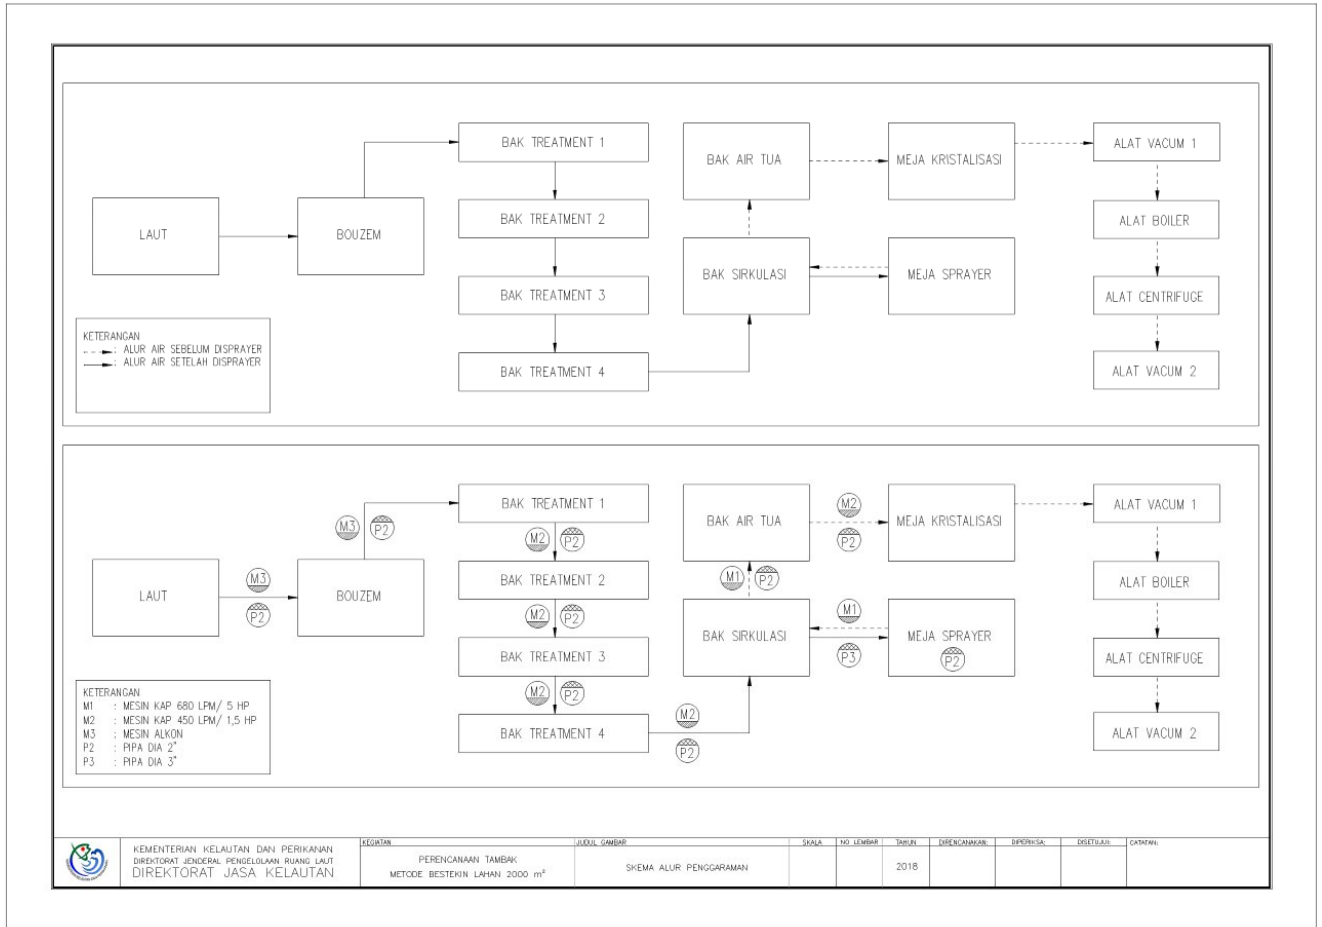 LAUT
BOUZEM
BAK TREATMENT 1
BAK TREATMENT 2
BAK TREATMENT 3
BAK TREATMENT 4
BAK AIR TUA
BAK SIRKULASI
MEJA KRISTALISASI
MEJA SPRAYER
ALAT VACUM 1
ALAT BOILER
ALAT CENTRIFUGE
ALAT VACUM 2
KETERANGAN
: ALUR AIR SEBELUM DISPRAYER
: ALUR AIR SETELAH DISPRAYER
LAUT
M3
P2
BOUZEM
M3 P2
BAK TREATMENT 1
M2 P2
BAK TREATMENT 2
M2 P2
BAK TREATMENT 3
M2 P2
BAK TREATMENT 4
M2
P2
BAK AIR TUA
M1 P2
BAK SIRKULASI
M2
P2
MEJA KRISTALISASI
M1
P3
MEJA SPRAYER
P2
ALAT VACUM 1
ALAT BOILER
ALAT CENTRIFUGE
ALAT VACUM 2
KETERANGAN
M1 : MESIN KAP 680 LPM/ 5 HP
M2 : MESIN KAP 450 LPM/ 1,5 HP
M3 : MESIN ALKON
P2 : PIPA DIA 2"
P3 : PIPA DIA 3"
KEMENTERIAN KELAUTAN DAN PERIKANAN
DIREKTORAT JENDERAL PENGELOLAAN RUANG LAUT
DIREKTORAT JASA KELAUTAN
KEGIATAN
PERENCANAAN TAMBAK
METODE BESTEKIN LAHAN 2000 m²
JUDUL GAMBAR
SKEMA ALUR PENGGARAMAN
SKALA
NO. LEMBAR
TAHUN
2018
DIRENCANAKAN:
DIPERIKSA:
DISETUJUI:
CATATAN: